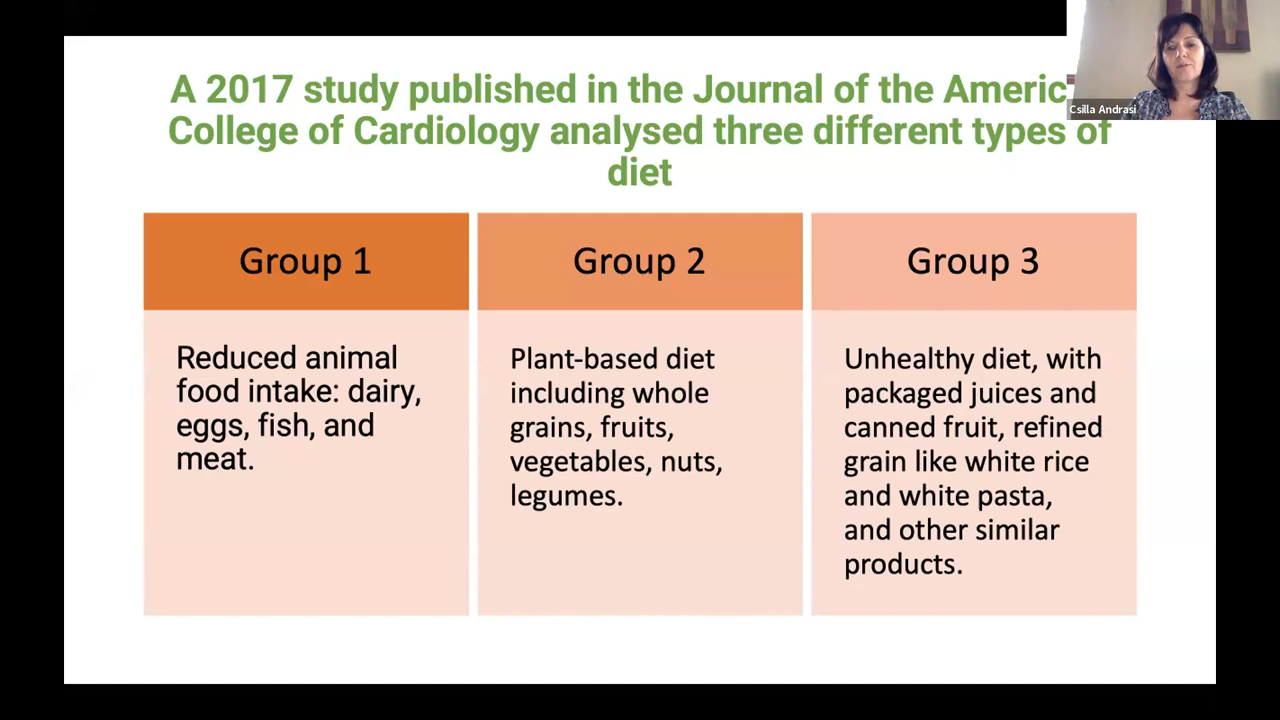 A 2017 study published in the Journal of the Americ
College of Cardiology analysed three different types of
diet
Csilla Andrasi
Group 1
Reduced animal
food intake: dairy,
eggs, fish, and
meat.
Group 2
Plant-based diet
including whole
grains, fruits,
vegetables, nuts,
legumes.
Group 3
Unhealthy diet, with
packaged juices and
canned fruit, refined
grain like white rice
and white pasta,
and other similar
products.